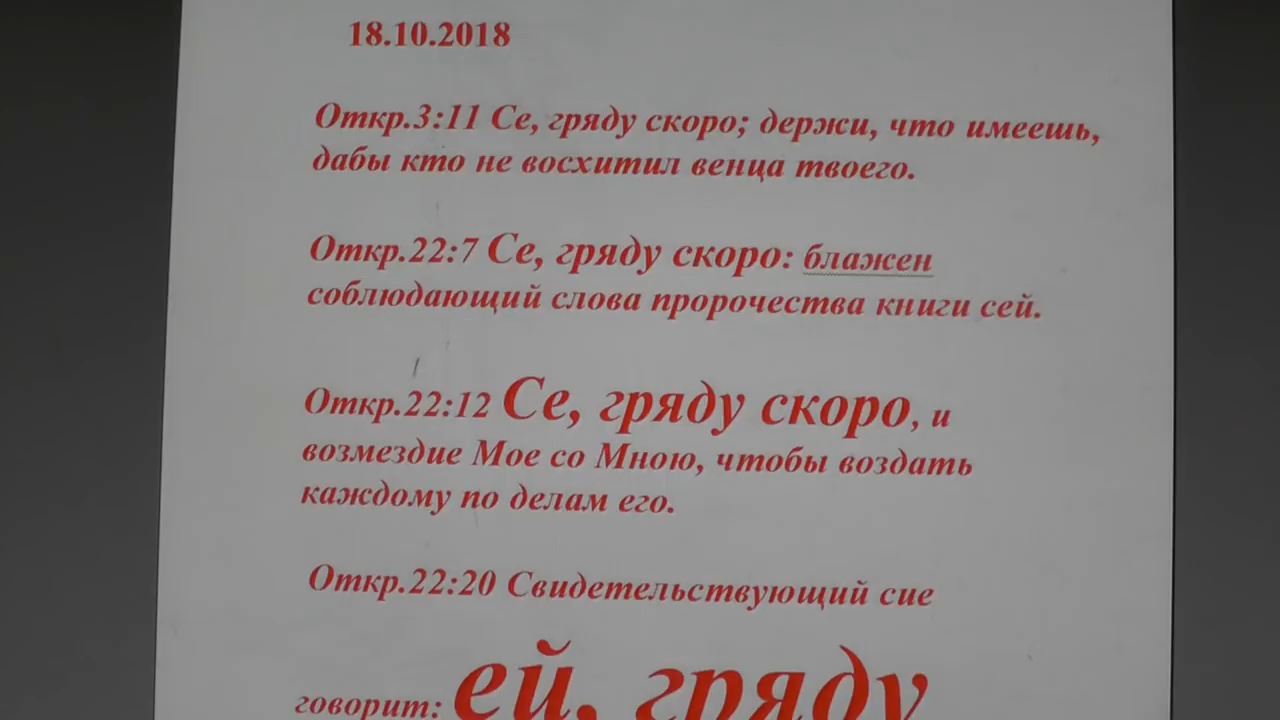 18.10.2018
Откр.3:11 Се, гряду скоро; держи, что имеешь,
дабы кто не восхитил венца твоего.
Откр.22:7 Се, гряду скоро: блажен
соблюдающий слова пророчества книги сей.
Откр.22:12 Се, гряду скоро, и
возмездие Мое со Мною, чтобы воздать
каждому по делам его.
Откр.22:20 Свидетельствующий сие
говорит: ей, гряду